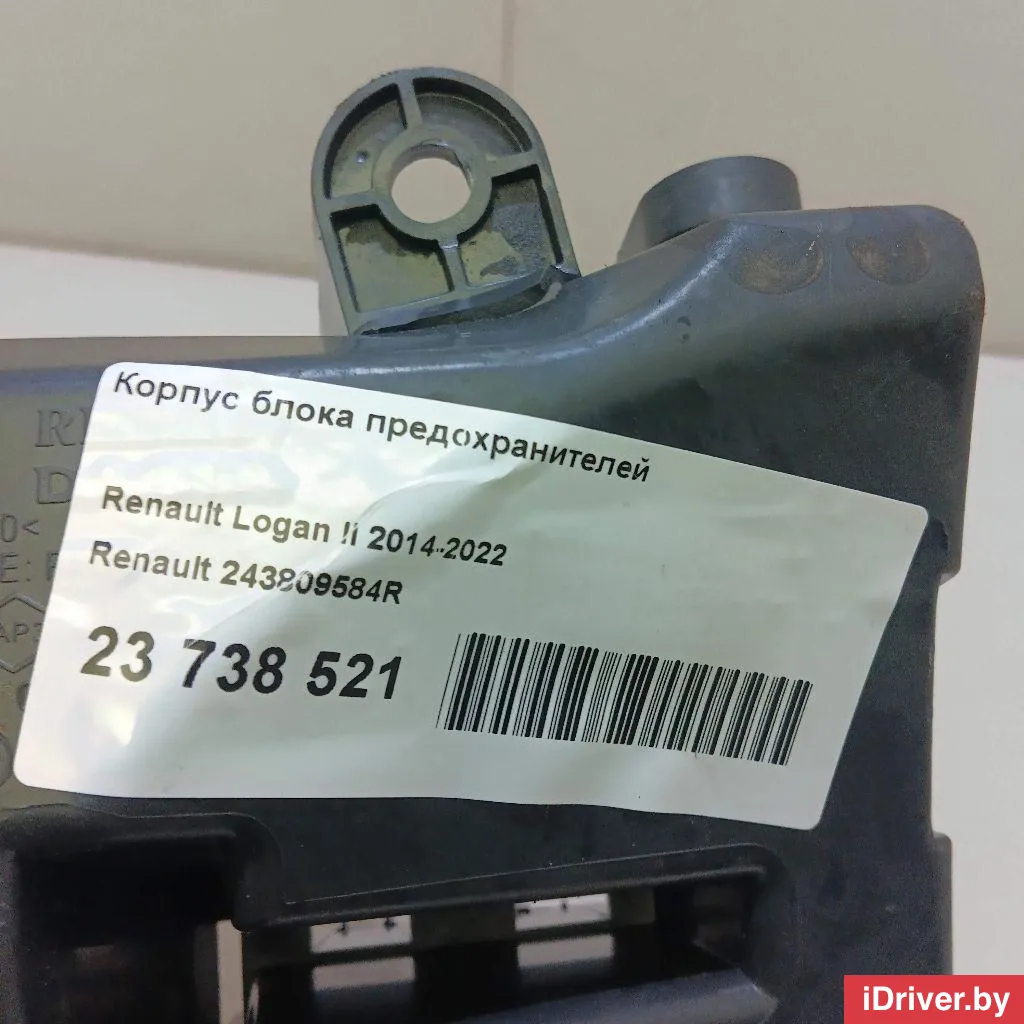 Корпус блока предохранителей
Renault Logan II 2014-2022
Renault 243809584R
23 738 521
iDriver.by